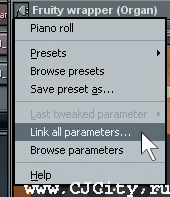 Fruity wrapper (Organ)
Piano roll
Presets
Browse presets
Save preset as...
Last tweaked parameter
Link all parameters...
Browse parameters
Help
www.CJCity.ru